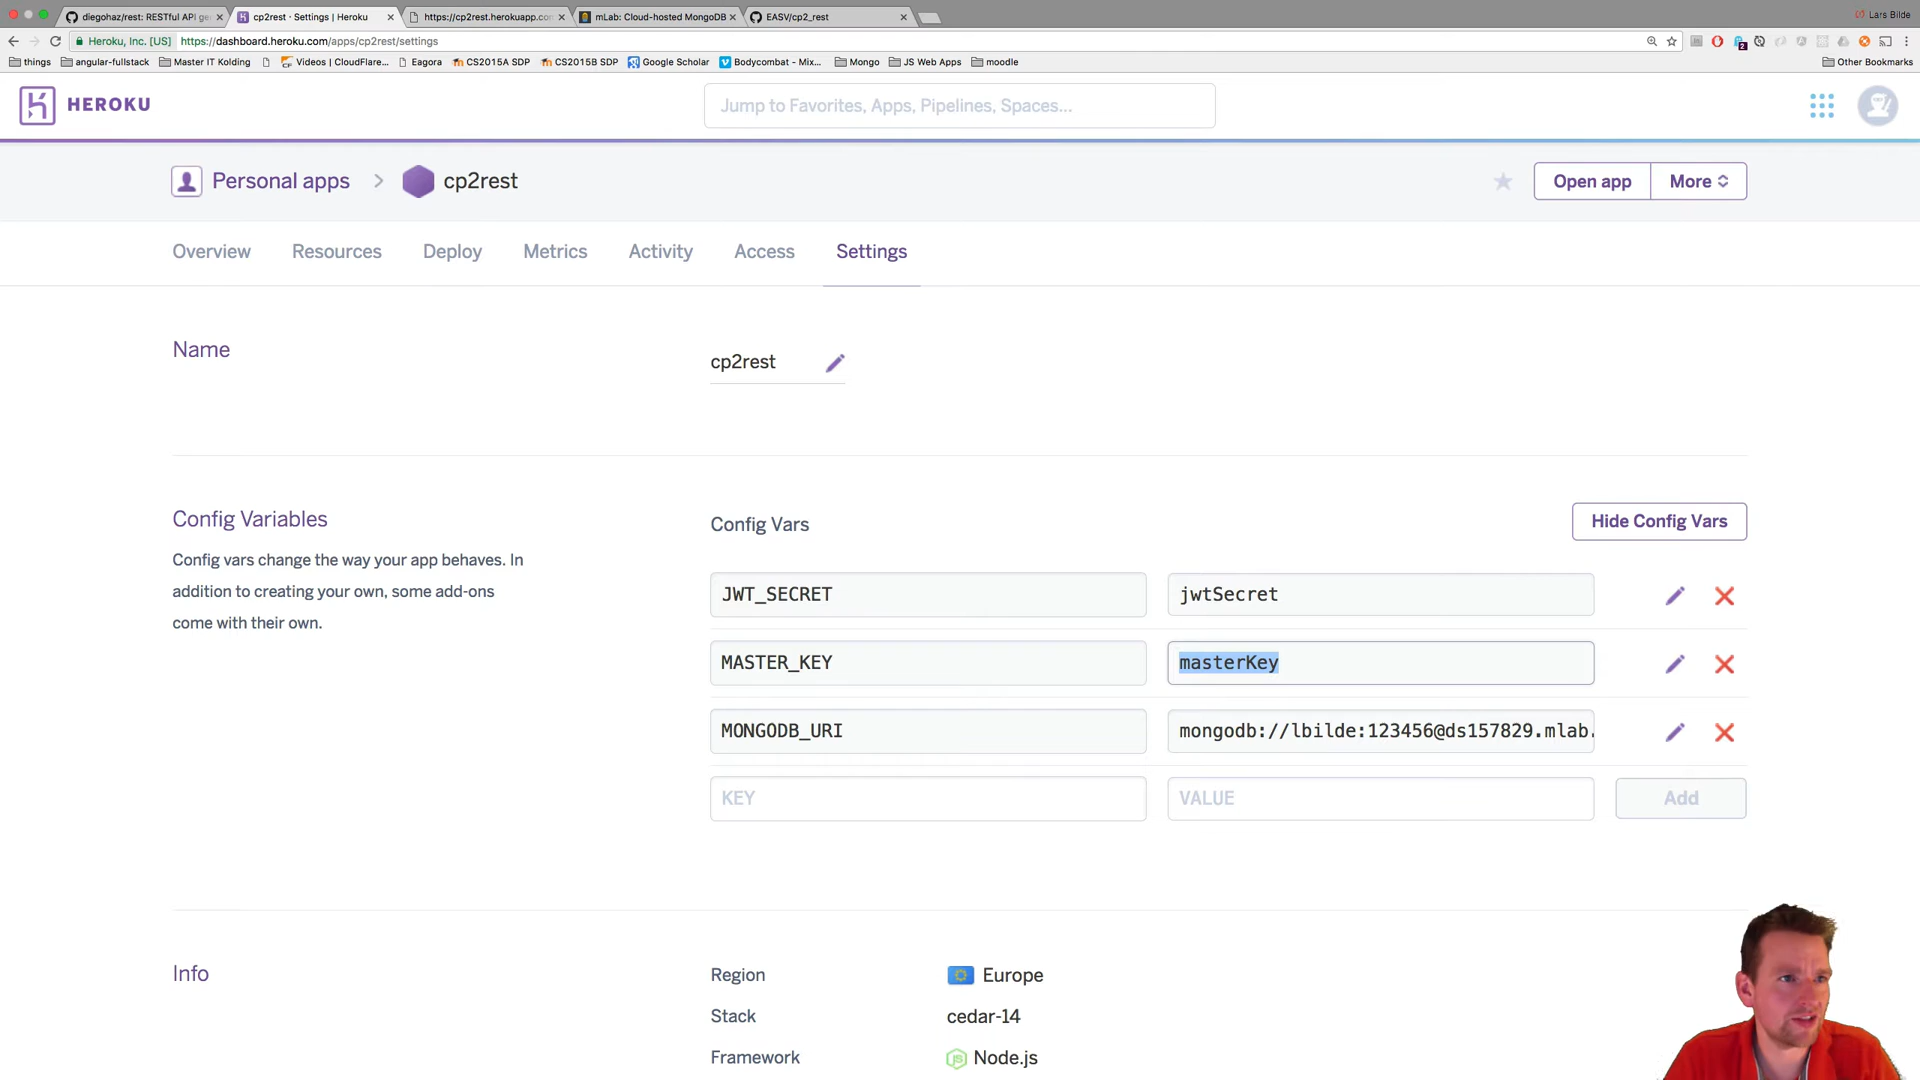 diegohaz/rest: RESTful API ge
cp2rest · Settings | Heroku
https://cp2rest.herokuapp.com
mLab: Cloud-hosted MongoDB
EASV/cp2_rest
Lars Bilde
Heroku, Inc. [US]
https://dashboard.heroku.com/apps/cp2rest/settings
things
angular-fullstack
Master IT Kolding
Videos | CloudFlare...
Eagora
CS2015A SDP
CS2015B SDP
Google Scholar
Bodycombat - Mix...
Mongo
JS Web Apps
moodle
Other Bookmarks
HEROKU
Jump to Favorites, Apps, Pipelines, Spaces...
Personal apps
cp2rest
Open app
More
Overview
Resources
Deploy
Metrics
Activity
Access
Settings
Name
cp2rest
Config Variables
Config vars change the way your app behaves. In
addition to creating your own, some add-ons
come with their own.
Config Vars
Hide Config Vars
JWT_SECRET
jwtSecret
MASTER_KEY
masterKey
MONGODB_URI
mongodb://lbilde:123456@ds157829.mlab.
KEY
VALUE
Add
Info
Region
Europe
Stack
cedar-14
Framework
Node.js